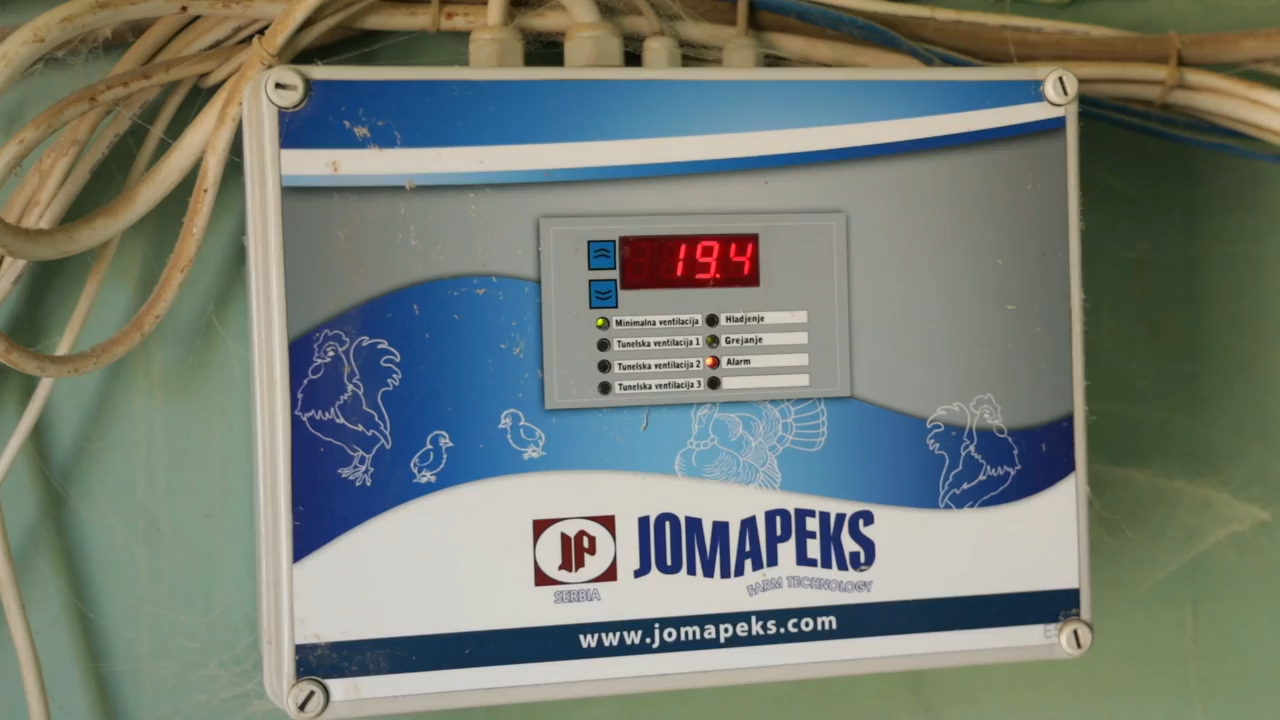 19.4
Minimalna ventilacija
Hladjenje
Tunelska ventilacija 1
Grejanje
Tunelska ventilacija 2
Alarm
Tunelska ventilacija 3
JP
JOMAPEKS
SERBIA
FARM TECHNOLOGY
www.jomapeks.com